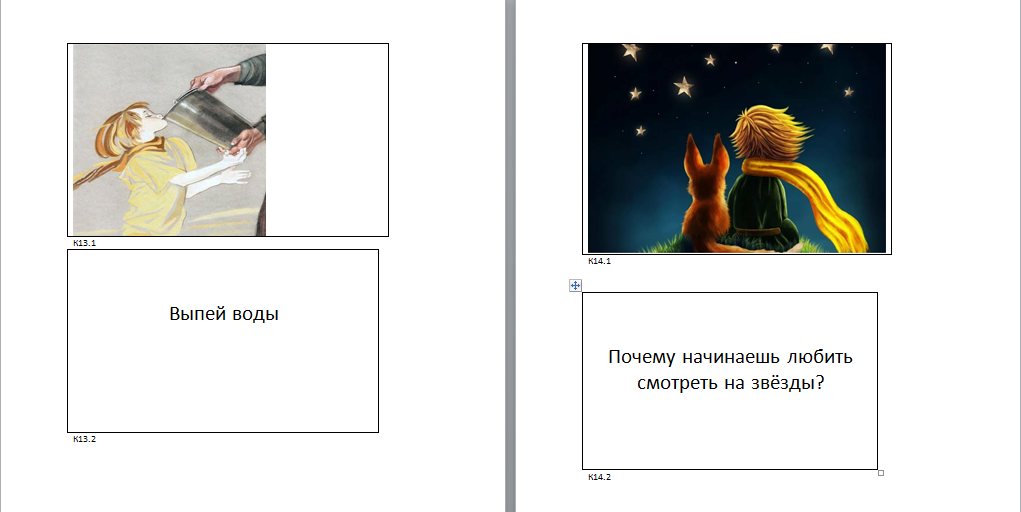 К13.1
Выпей воды
К13.2
К14.1
Почему начинаешь любить
смотреть на звёзды?
К14.2